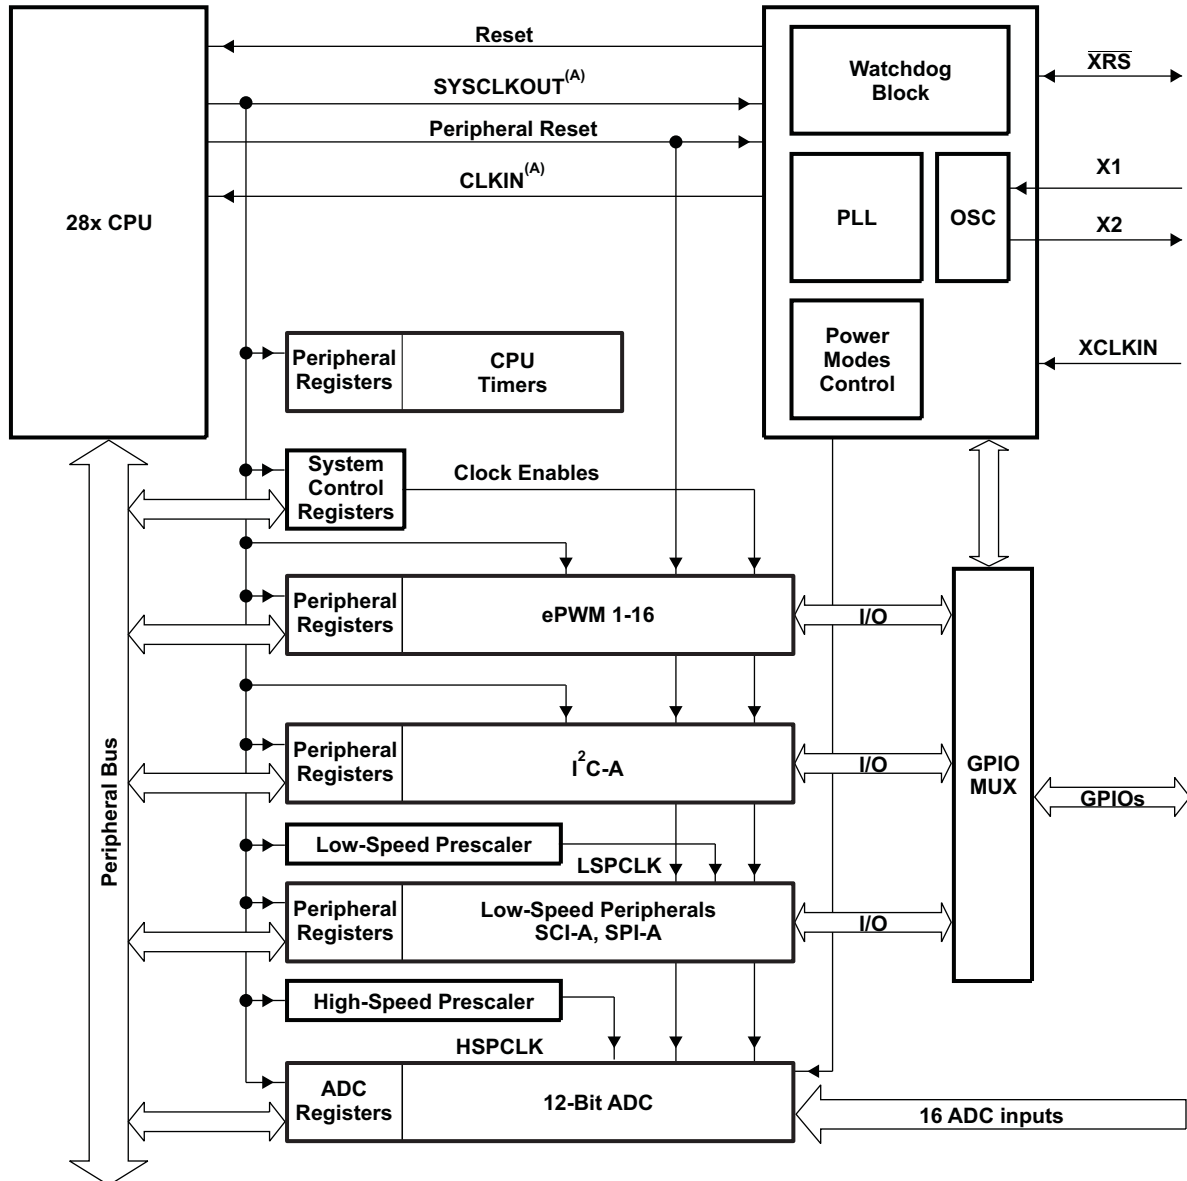 Reset
SYSCLKOUT(A)
Peripheral Reset
CLKIN(A)
28x CPU
Watchdog
Block
PLL
OSC
Power
Modes
Control
XRS
X1
X2
XCLKIN
Peripheral
Registers
CPU
Timers
System
Control
Registers
Clock Enables
Peripheral
Registers
ePWM 1-16
I/O
Peripheral
Registers
I2C-A
I/O
GPIO
MUX
GPIOs
Peripheral Bus
Low-Speed Prescaler
LSPCLK
Peripheral
Registers
Low-Speed Peripherals
SCI-A, SPI-A
I/O
High-Speed Prescaler
HSPCLK
ADC
Registers
12-Bit ADC
16 ADC inputs